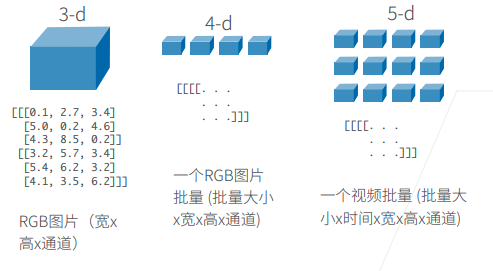 3-d
[[[0.1, 2.7, 3.4]
[5.0, 0.2, 4.6]
[4.3, 8.5, 0.2]]
[[3.2, 5.7, 3.4]
[5.4, 6.2, 3.2]
[4.1, 3.5, 6.2]]]
RGB图片（宽x
高x通道）
4-d
[[[[. . .
. . .
. . .]]]
一个RGB图片
批量 (批量大小
x宽x高x通道)
5-d
[[[[. . .
. . .
. . .]]]
一个视频批量 (批量大
小x时间x宽x高x通道)